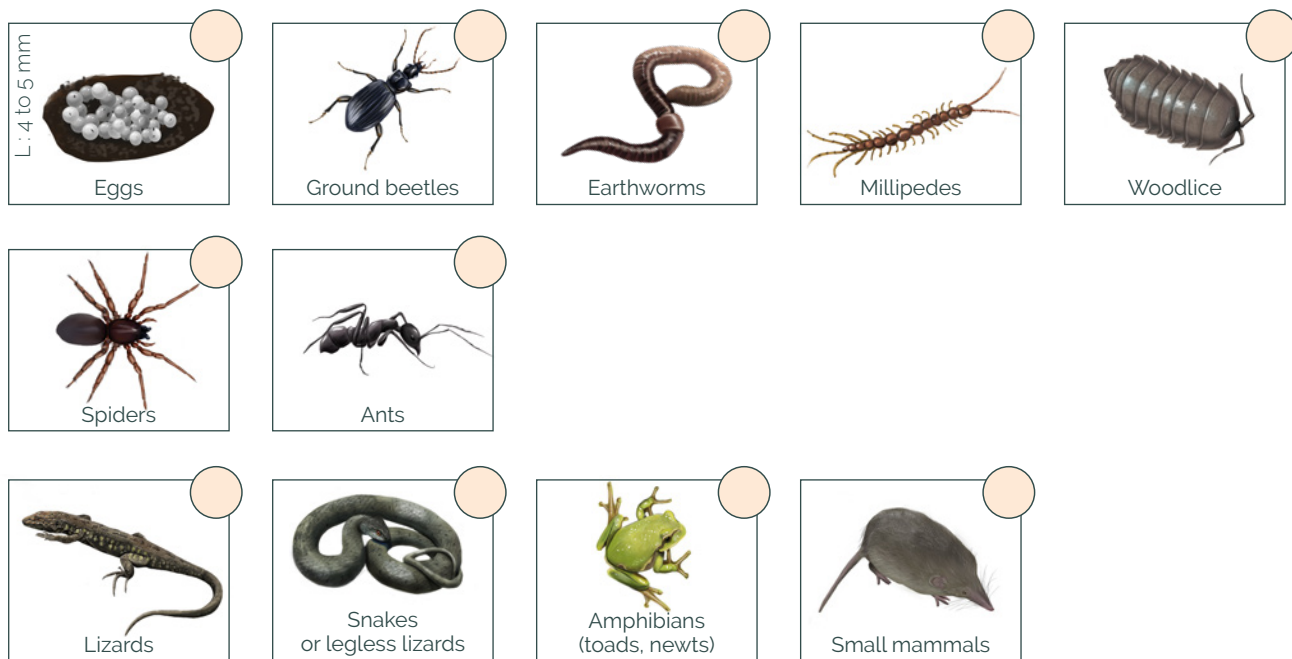 L : 4 to 5 mm
Eggs
Ground beetles
Earthworms
Millipedes
Woodlice
Spiders
Ants
Lizards
Snakes
or legless lizards
Amphibians
(toads, newts)
Small mammals